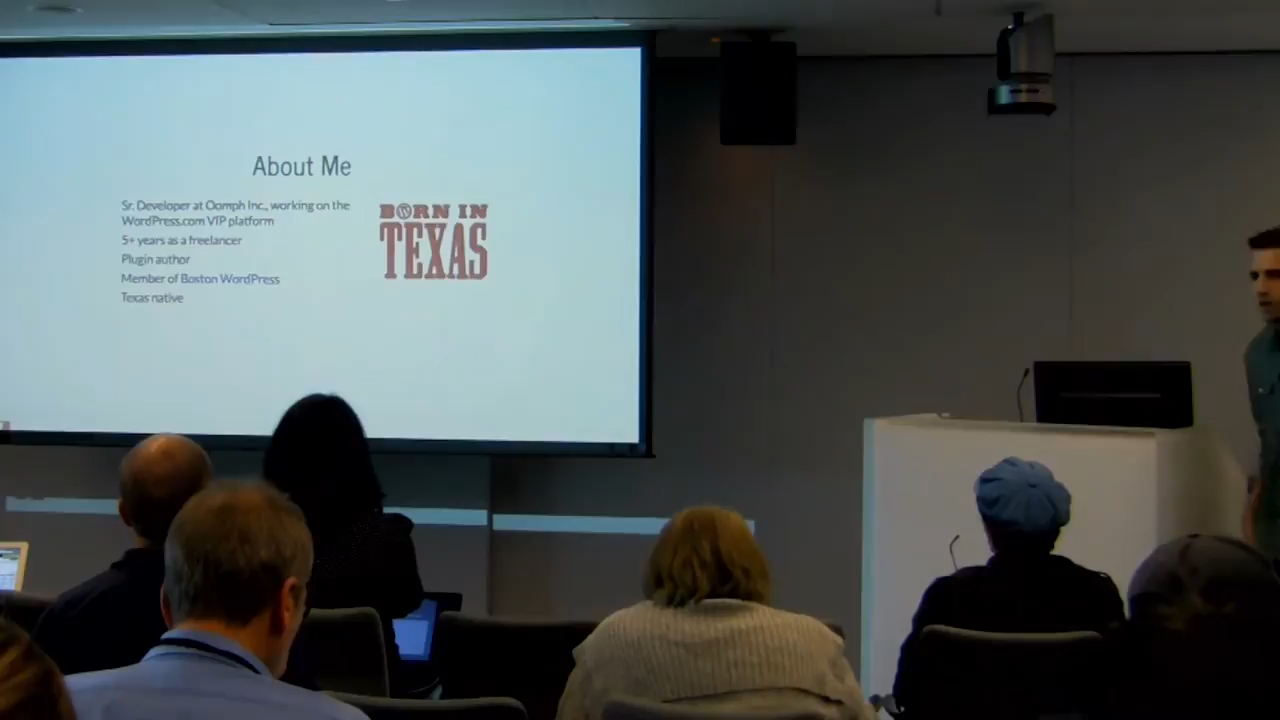 About Me
Sr. Developer at Oomph Inc., working on the
WordPress.com VIP platform
5+ years as a freelancer
Plugin author
Member of Boston WordPress
Texas native
BORN IN
TEXAS